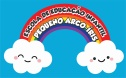 ESCOLA DE EDUCAÇÃO INFANTIL
PEQUENO ARCO ÍRIS